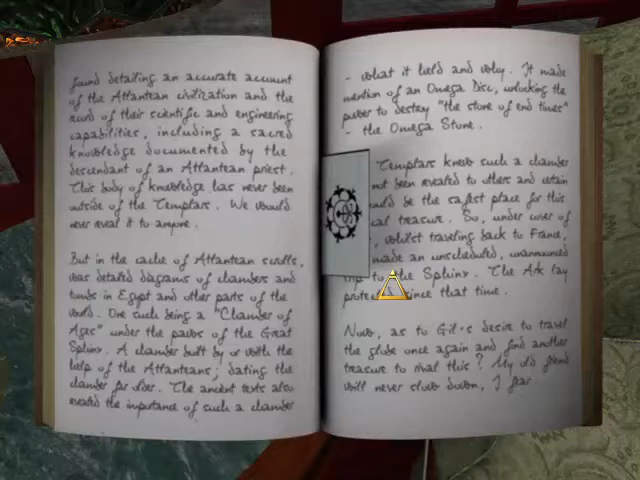 found detailing an accurate account
of the Atlantean civilization and the
record of their scientific and engineering
capabilities, including a sacred
knowledge documented by the
descendant of an Atlantean priest.
This body of knowledge has never been
outside of the Templars. We would
never reveal it to anyone.
But in the cache of Atlantean scrolls,
was detailed diagrams of chambers and
tombs in Egypt and other parts of the
world. One such being a "Chamber of
Ages" under the paws of the Great
Sphinx. A chamber built by or with the
help of the Atlanteans; dating the
chamber far older. The ancient texts also
revealed the importance of such a chamber
- what it held and why. It made
mention of an Omega Disc, unlocking the
power to destroy "the stone of end times"
- the Omega Stone.
Templars knew such a chamber
not been revealed to others and certain
would be the safest place for this
treasure. So, under cover of
, whilst traveling back to France,
made an unscheduled, unannounced
trip to the Sphinx. The Ark lay
protected since that time.
Now, as to Gil's desire to travel
the globe once again and find another
treasure to rival this? My old friend
will never slow down, I fear.